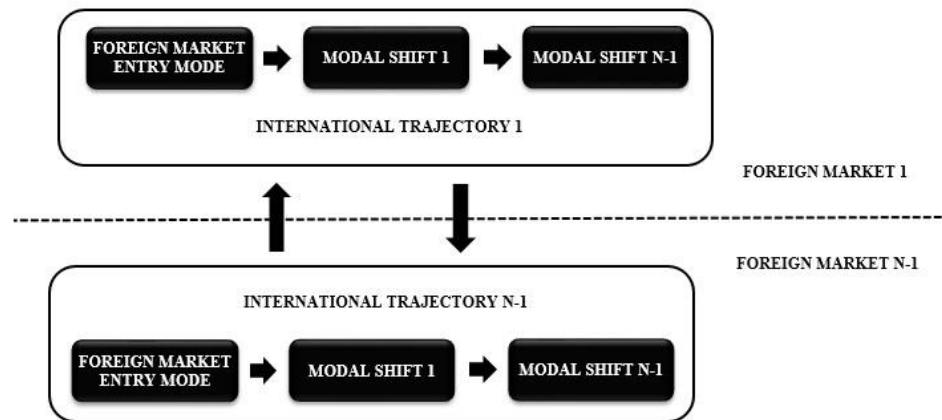 FOREIGN MARKET
ENTRY MODE
MODAL SHIFT 1
MODAL SHIFT N-1
INTERNATIONAL TRAJECTORY 1
FOREIGN MARKET 1
FOREIGN MARKET N-1
INTERNATIONAL TRAJECTORY N-1
FOREIGN MARKET
ENTRY MODE
MODAL SHIFT 1
MODAL SHIFT N-1